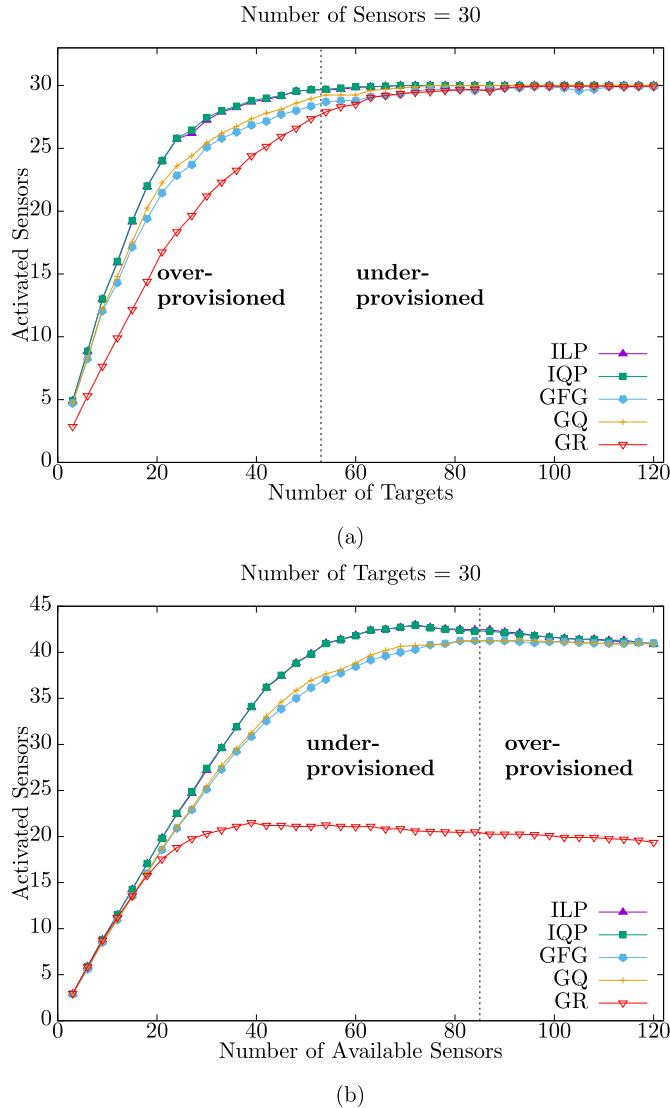 Number of Sensors = 30
Activated Sensors
30
25
20
15
10
5
0
over-
provisioned
under-
provisioned
ILP
IQP
GFG
GQ
GR
0 20 40 60 80 100 120
Number of Targets
(a)
Number of Targets = 30
Activated Sensors
45
40
35
30
25
20
15
10
5
0
under-
provisioned
over-
provisioned
ILP
IQP
GFG
GQ
GR
0 20 40 60 80 100 120
Number of Available Sensors
(b)